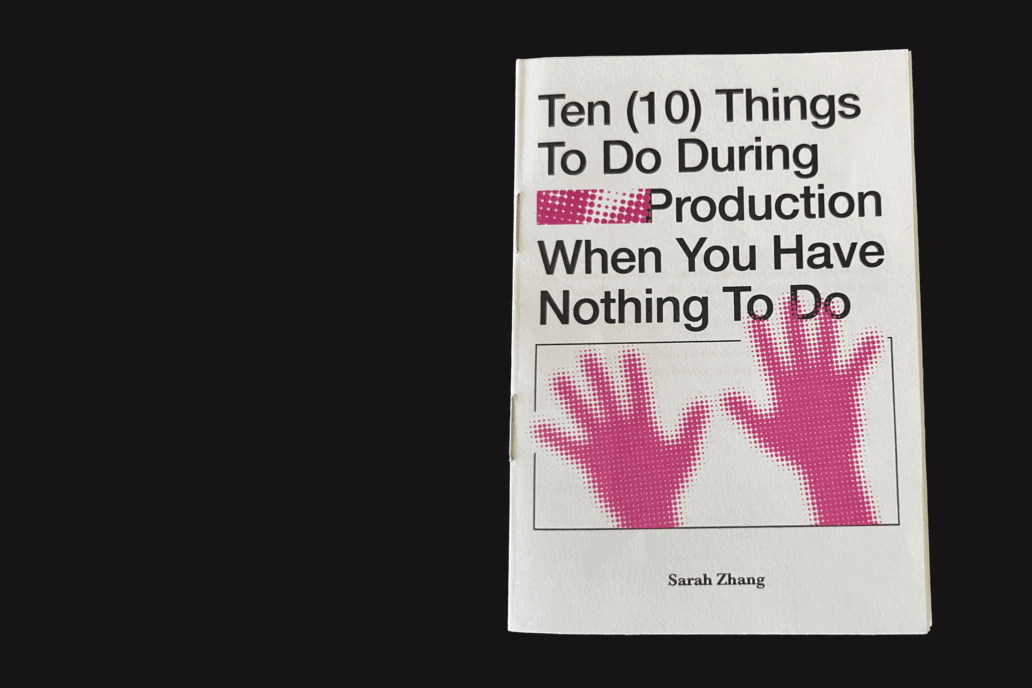 Ten (10) Things
To Do During
Production
When You Have
Nothing To Do
Sarah Zhang